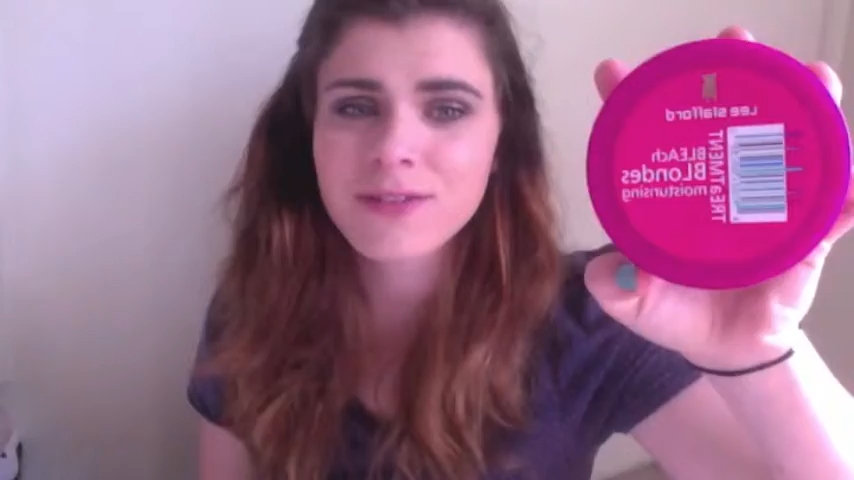 Lee stafford
BLEAch
BLondes
moisturising
TREaTMENT